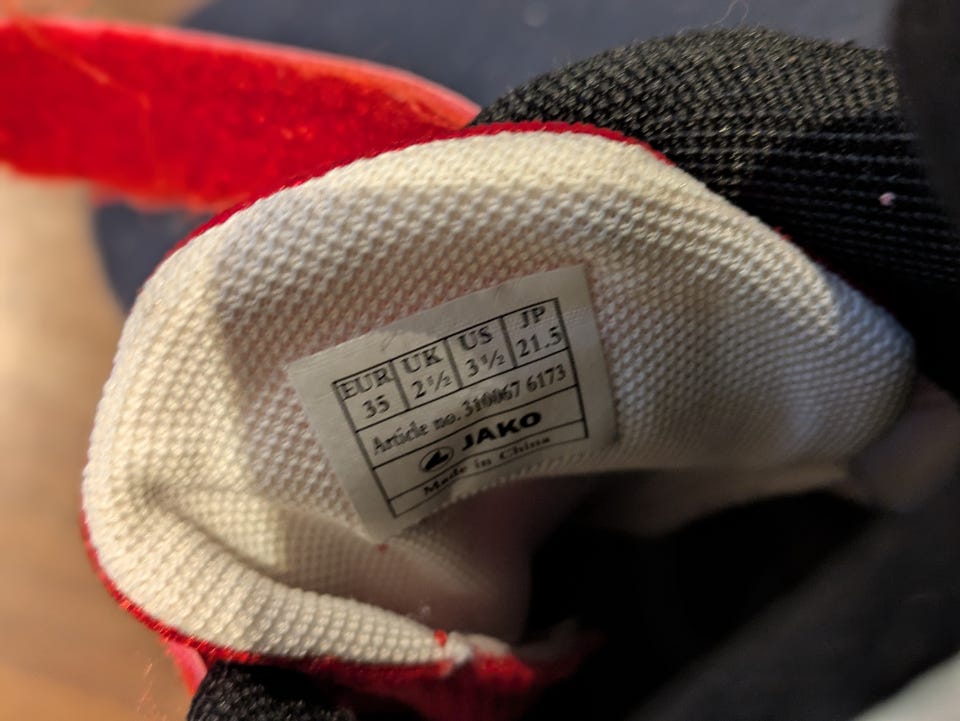 EUR UK US JP
35 2½ 3½ 21.5
Article no. 310067 6173
JAKO
Made in China